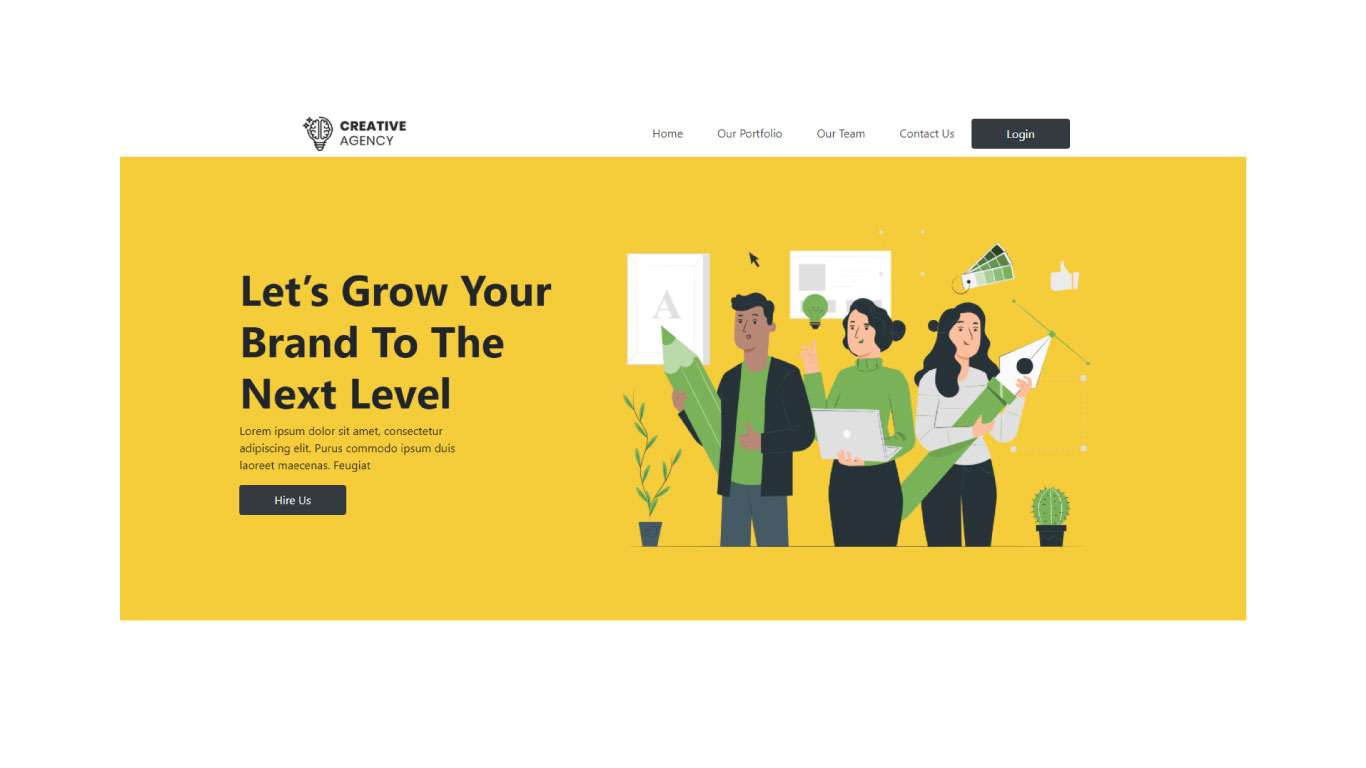 CREATIVE
AGENCY
Home Our Portfolio Our Team Contact Us Login
Let’s Grow Your
Brand To The
Next Level
Lorem ipsum dolor sit amet, consectetur
adipiscing elit. Purus commodo ipsum duis
laoreet maecenas. Feugiat
Hire Us
A